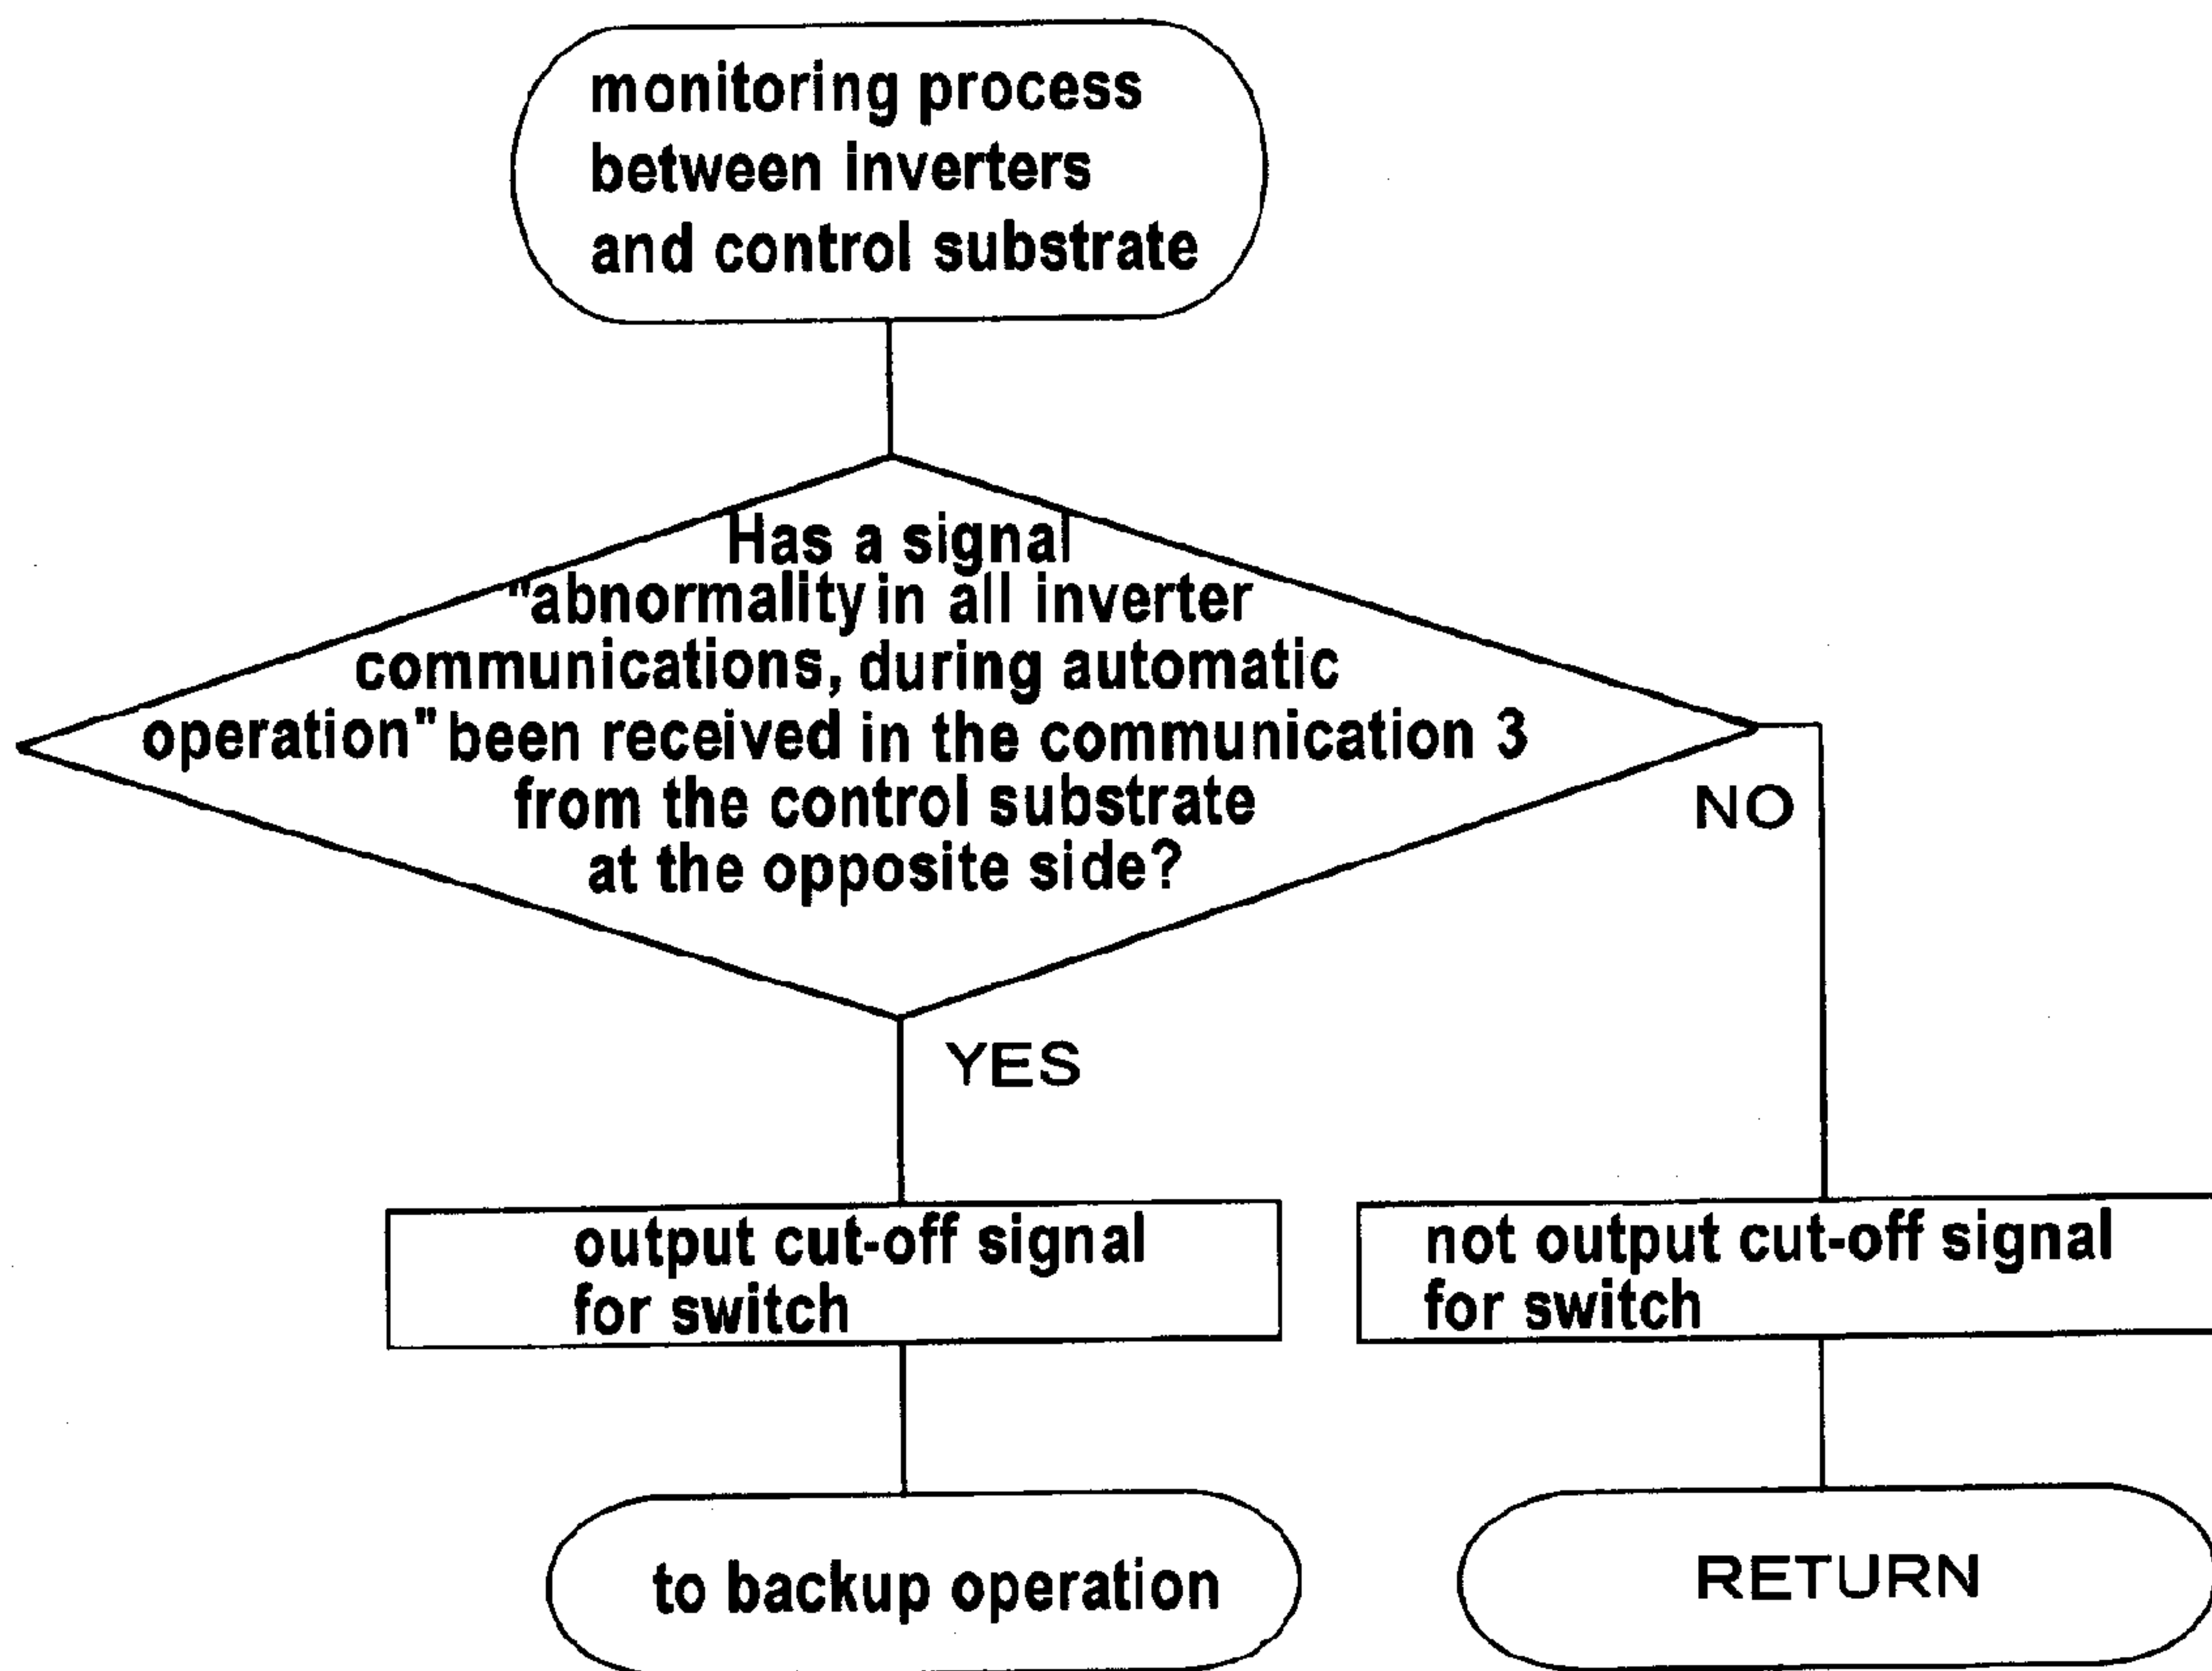 monitoring process
between inverters
and control substrate
Has a signal
"abnormality in all inverter
communications, during automatic
operation" been received in the communication 3
from the control substrate
at the opposite side?
NO
YES
output cut-off signal
for switch
not output cut-off signal
for switch
to backup operation
RETURN